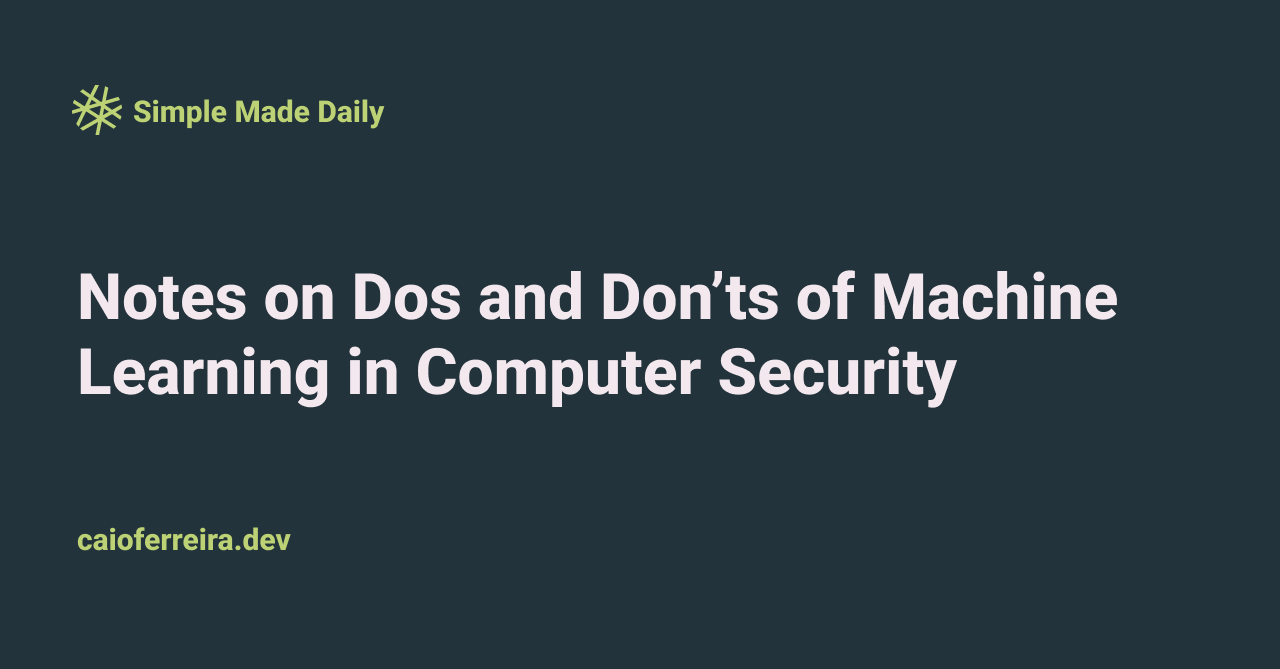 Simple Made Daily
Notes on Dos and Don’ts of Machine
Learning in Computer Security
caioferreira.dev